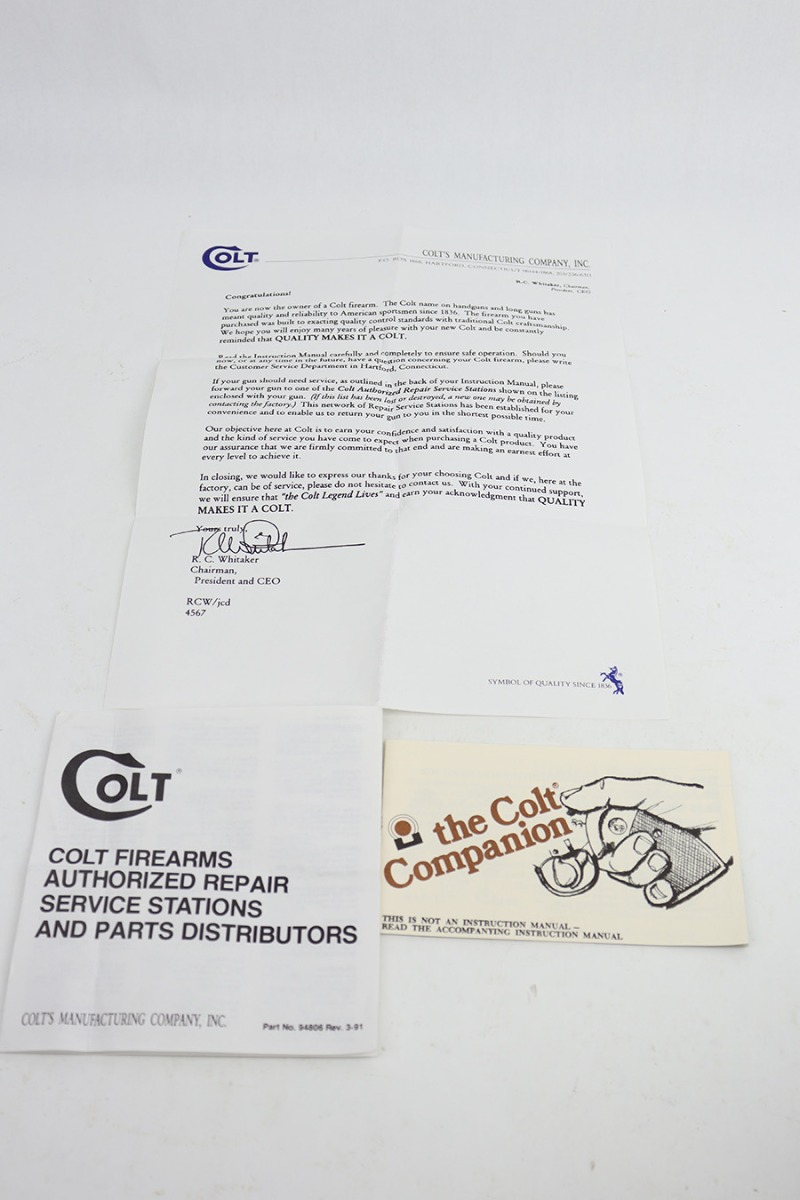 COLT
COLT'S MANUFACTURING COMPANY, INC.
P.O. BOX 1868, HARTFORD, CONNECTICUT
R.C. Whitaker, Chairman,
President, CEO
Congratulations!
You are now the owner of a Colt firearm. The Colt name on handguns and long guns has
meant quality and reliability to American sportsmen since 1836. The firearm you have
purchased was built to exacting quality control standards with traditional Colt craftsmanship.
We hope you will enjoy many years of pleasure with your new Colt and be constantly
reminded that QUALITY MAKES IT A COLT.
Read the Instruction Manual carefully and completely to ensure safe operation. Should you
now, or at any time in the future, have a question concerning your Colt firearm, please write
the Customer Service Department in Hartford, Connecticut.
If your gun should need service, as outlined in the back of your Instruction Manual, please
forward your gun to one of the Colt Authorized Repair Service Stations shown on the listing
enclosed with your gun. (If this list has been lost or destroyed, a new one may be obtained by
contacting the factory.) This network of Repair Service Stations has been established for your
convenience and to enable us to return your gun to you in the shortest possible time.
Our objective here at Colt is to earn your confidence and satisfaction with a quality product
and the kind of service you have come to expect when purchasing a Colt product. You have
our assurance that we are firmly committed to that end and are making an earnest effort at
every level to achieve it.
In closing, we would like to express our thanks for your choosing Colt and if we, here at the
factory, can be of service, please do not hesitate to contact us. With your continued support,
we will ensure that "the Colt Legend Lives" and earn your acknowledgment that QUALITY
MAKES IT A COLT.
Yours truly,
R. C. Whitaker
Chairman,
President and CEO
RCW/jcd
4567
SYMBOL OF QUALITY SINCE 1836
COLT®
COLT FIREARMS
AUTHORIZED REPAIR
SERVICE STATIONS
AND PARTS DISTRIBUTORS
COLT'S MANUFACTURING COMPANY, INC.
Part No. 94806 Rev. 3-91
the Colt®
Companion
THIS IS NOT AN INSTRUCTION MANUAL –
READ THE ACCOMPANYING INSTRUCTION MANUAL